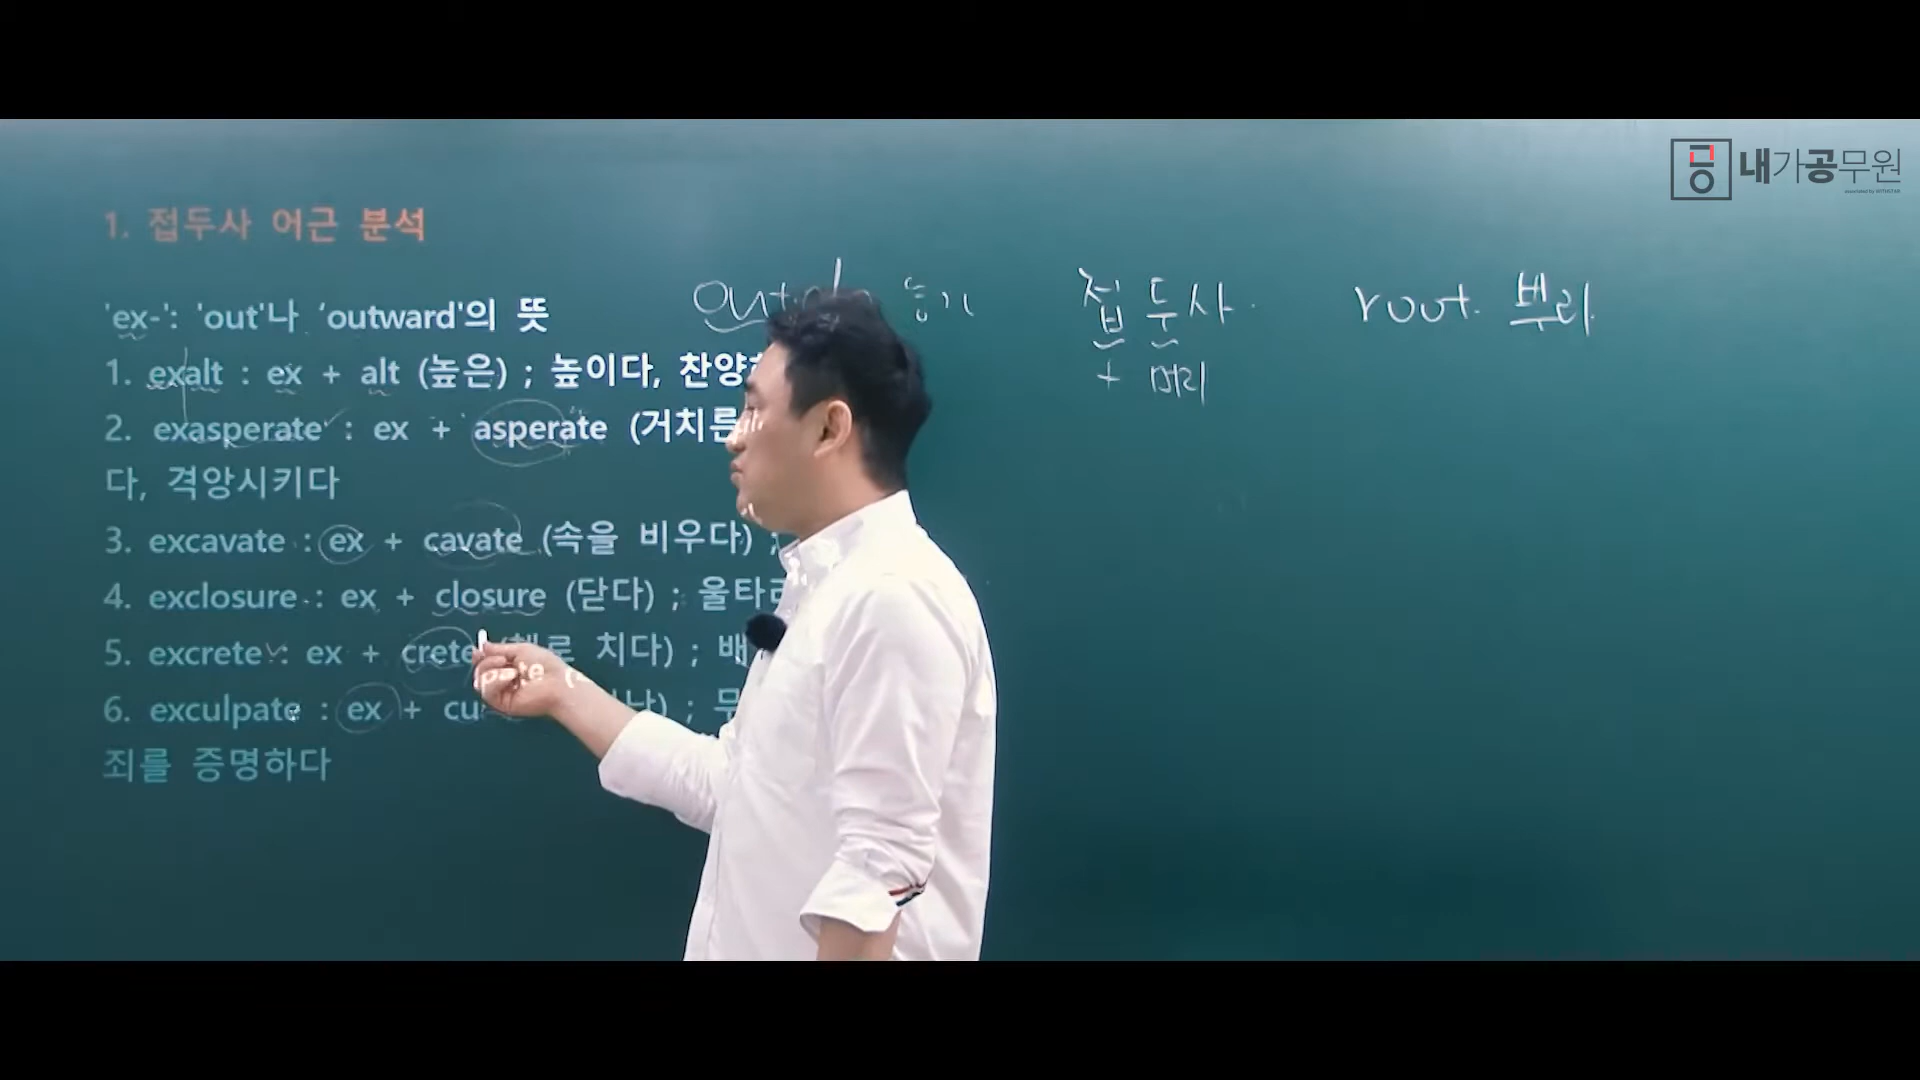 내가공무원
1. 접두사 어근 분석
'ex-': 'out'나 ‘outward'의 뜻
접두사. root. 뿌리
+ 머리
1. exalt : ex + alt (높은) ; 높이다, 찬양
2. exasperate : ex + asperate (거치른
다, 격앙시키다
3. excavate : ex + cavate (속을 비우다) ;
4. exclosure : ex + closure (닫다) ; 울타
5. excrete : ex + crete 치다) ; 배
6. exculpate : ex + cu ;
죄를 증명하다